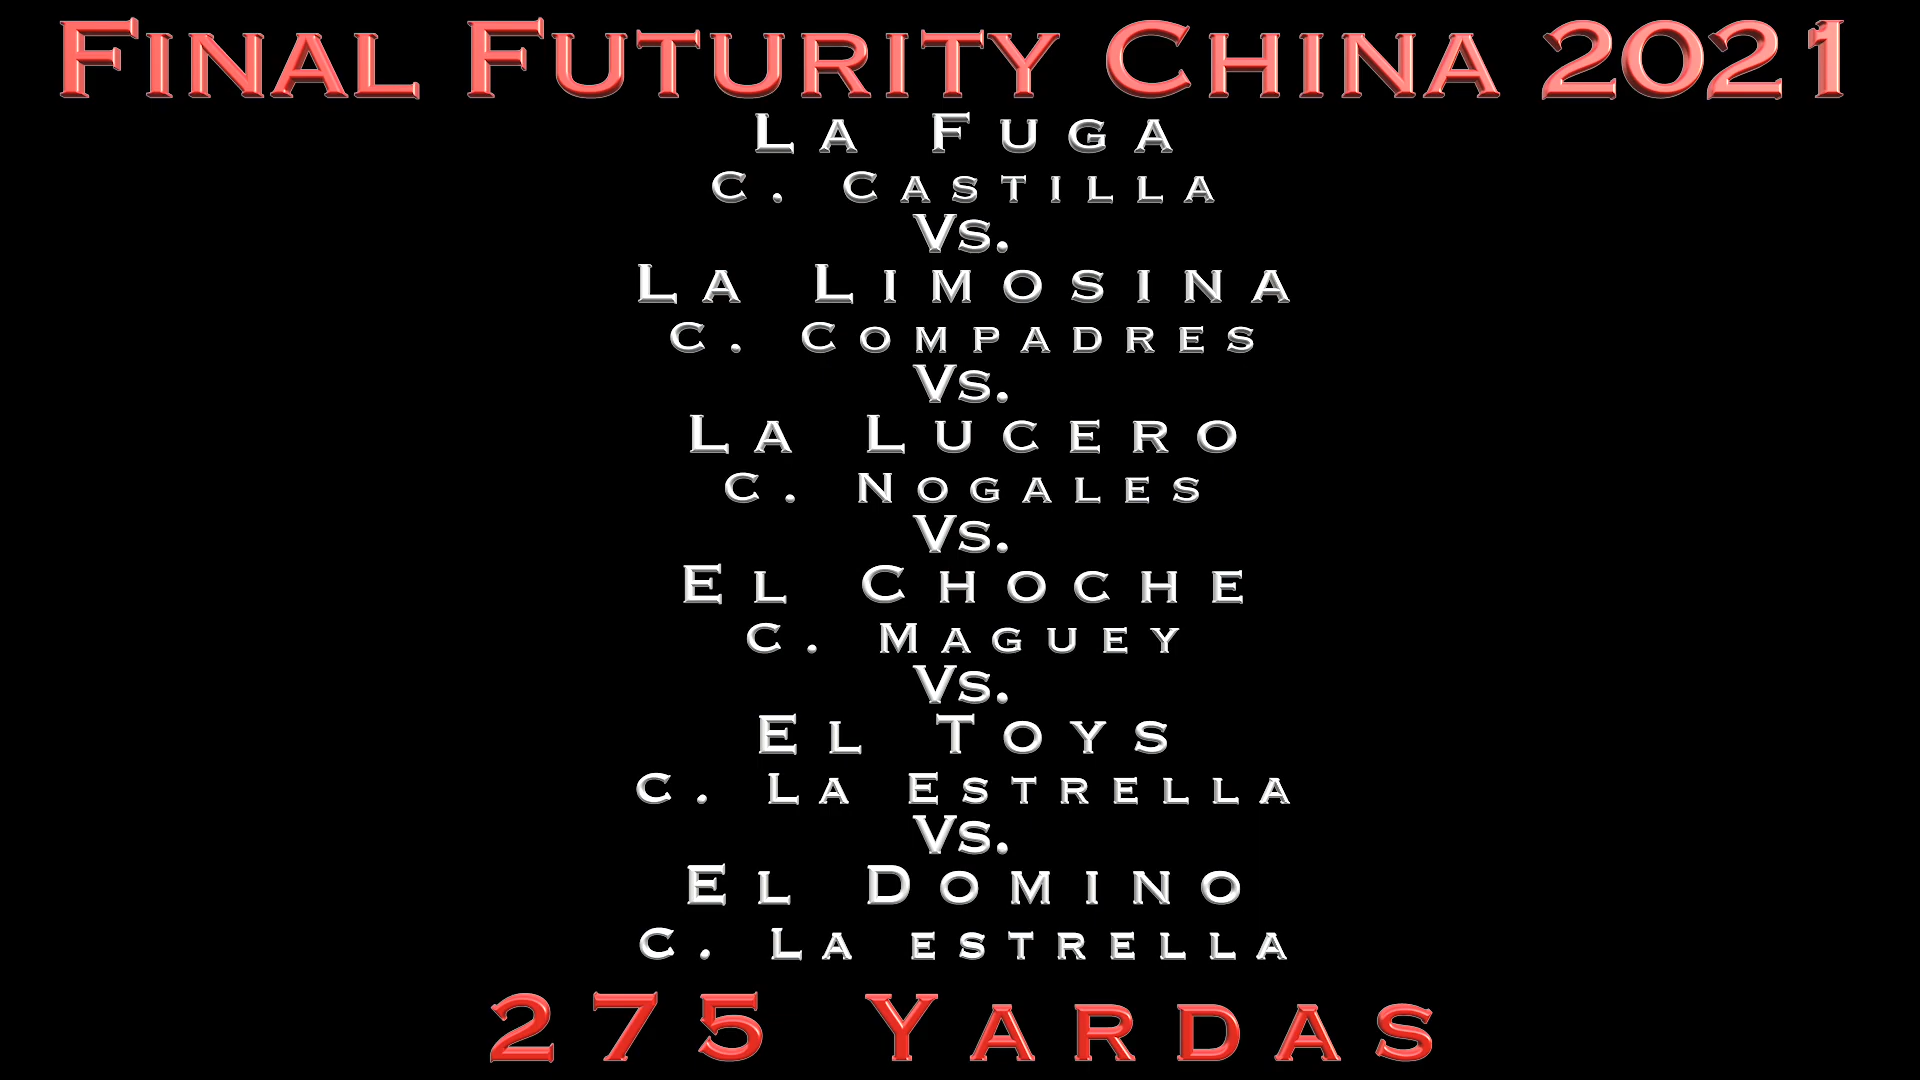 Final Futurity China 2021
La Fuga
C. Castilla
Vs.
La Limosina
C. Compadres
Vs.
La Lucero
C. Nogales
Vs.
El Choche
C. Maguey
Vs.
El Toys
C. La Estrella
Vs.
El Domino
C. La estrella
275 Yardas